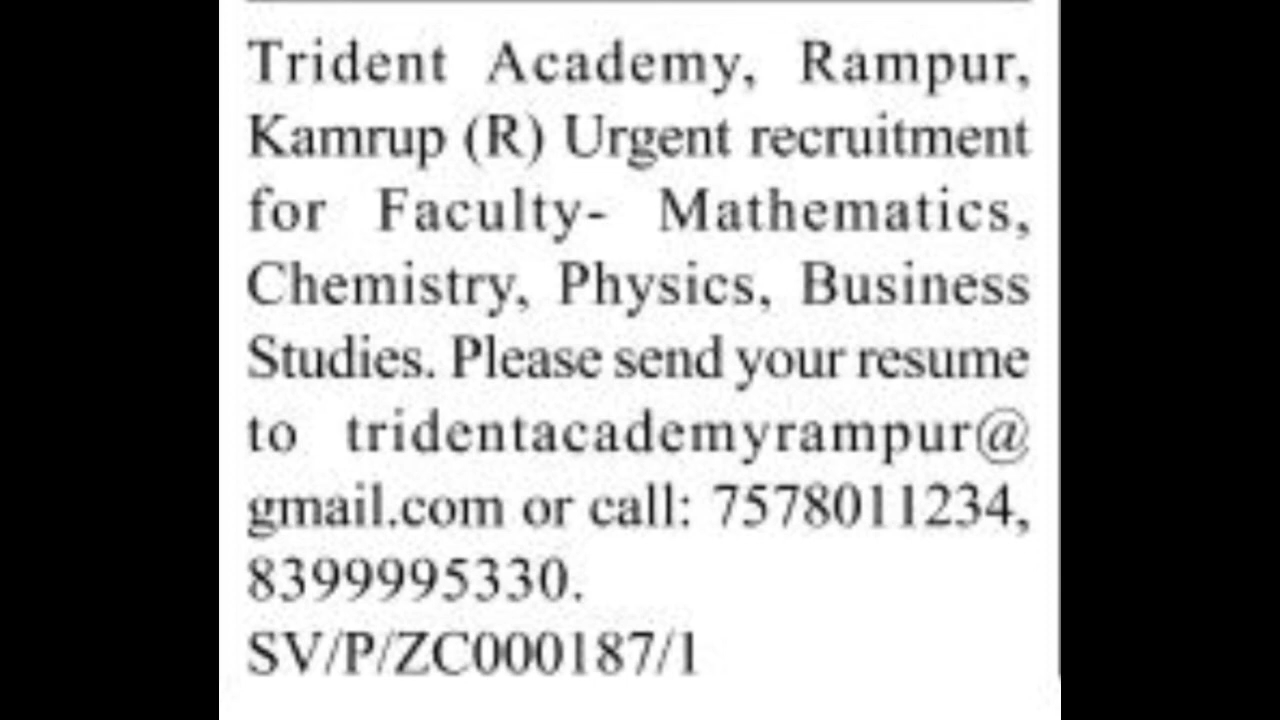 Trident Academy, Rampur,
Kamrup (R) Urgent recruitment
for Faculty- Mathematics,
Chemistry, Physics, Business
Studies. Please send your resume
to tridentacademyrampur@
gmail.com or call: 7578011234,
8399995330.
SV/P/ZC000187/1